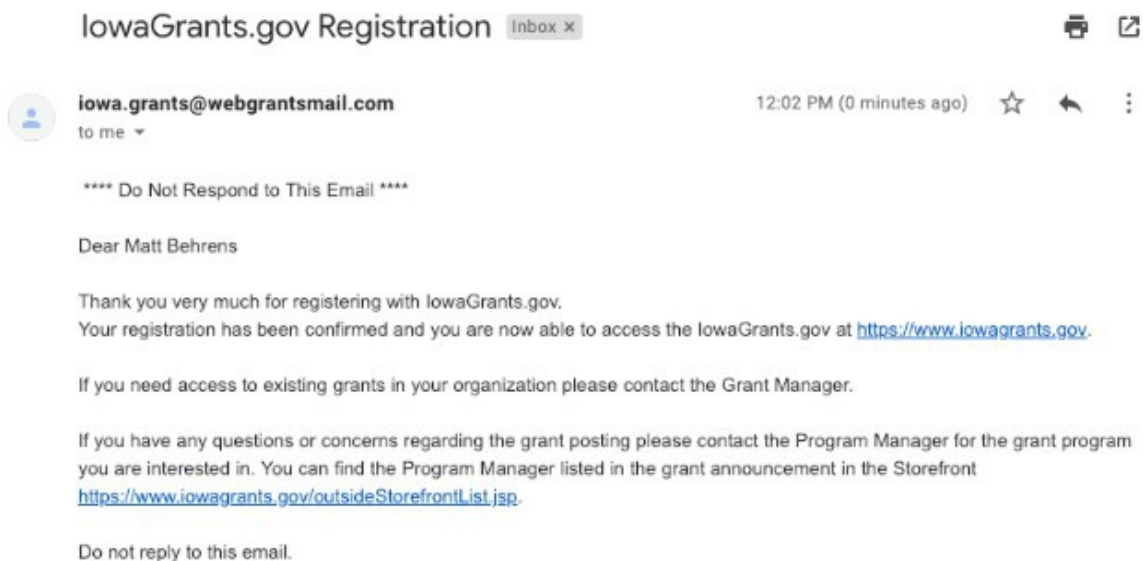 IowaGrants.gov Registration Inbox x
iowa.grants@webgrantsmail.com 12:02 PM (0 minutes ago)
to me
**** Do Not Respond to This Email ****
Dear Matt Behrens
Thank you very much for registering with IowaGrants.gov.
Your registration has been confirmed and you are now able to access the IowaGrants.gov at https://www.iowagrants.gov.
If you need access to existing grants in your organization please contact the Grant Manager.
If you have any questions or concerns regarding the grant posting please contact the Program Manager for the grant program
you are interested in. You can find the Program Manager listed in the grant announcement in the Storefront
https://www.iowagrants.gov/outsideStorefrontList.jsp.
Do not reply to this email.